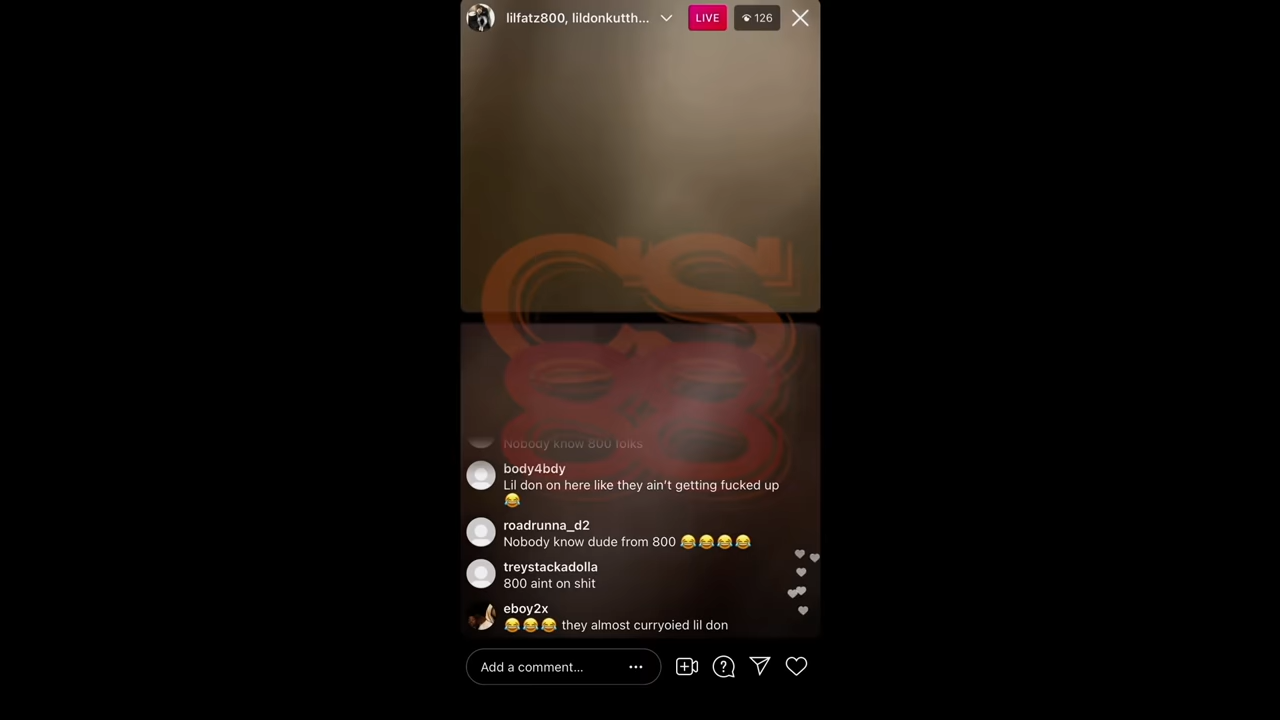 lilfatz800, lildonkutth...
LIVE
126
CS
88
Nobody know 800 folks
body4bdy
Lil don on here like they ain’t getting fucked up
😂
roadrunna_d2
Nobody know dude from 800 😂😂😂😂
treystackadolla
800 aint on shit
eboy2x
😂😂😂 they almost curryoied lil don
Add a comment...